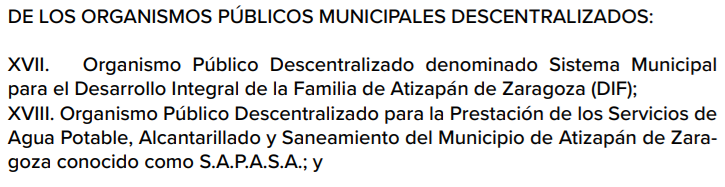 DE LOS ORGANISMOS PÚBLICOS MUNICIPALES DESCENTRALIZADOS:
XVII. Organismo Público Descentralizado denominado Sistema Municipal
para el Desarrollo Integral de la Familia de Atizapán de Zaragoza (DIF);
XVIII. Organismo Público Descentralizado para la Prestación de los Servicios de
Agua Potable, Alcantarillado y Saneamiento del Municipio de Atizapán de Zara-
goza conocido como S.A.P.A.S.A.; y